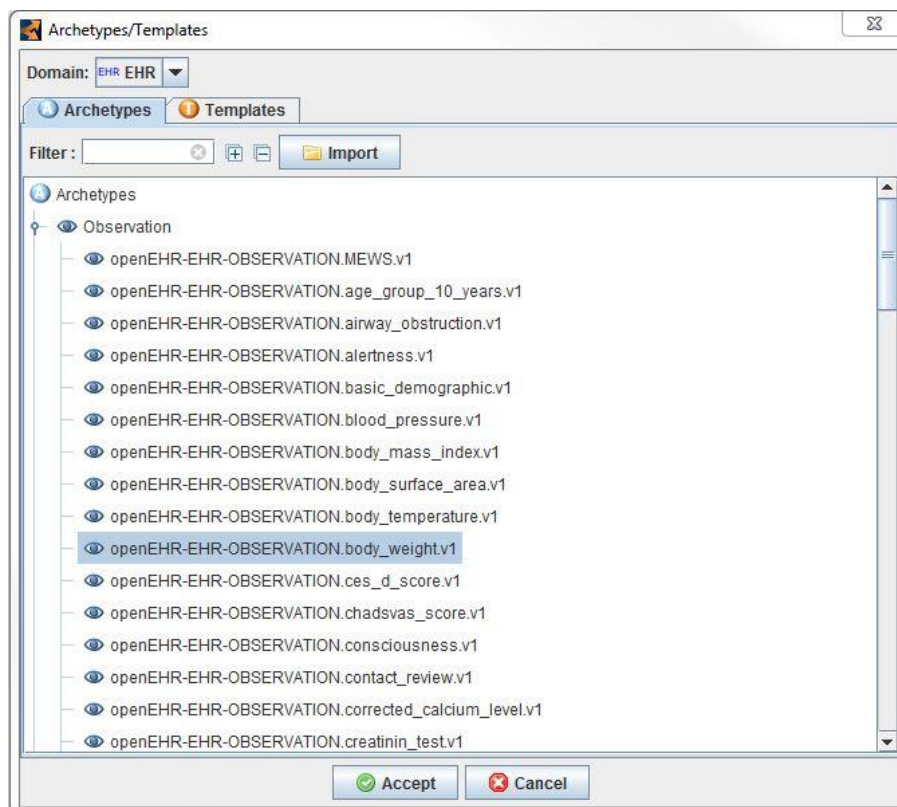 Archetypes/Templates
Domain: EHR EHR
Archetypes Templates
Filter : Import
Archetypes
Observation
openEHR-EHR-OBSERVATION.MEWS.v1
openEHR-EHR-OBSERVATION.age_group_10_years.v1
openEHR-EHR-OBSERVATION.airway_obstruction.v1
openEHR-EHR-OBSERVATION.alertness.v1
openEHR-EHR-OBSERVATION.basic_demographic.v1
openEHR-EHR-OBSERVATION.blood_pressure.v1
openEHR-EHR-OBSERVATION.body_mass_index.v1
openEHR-EHR-OBSERVATION.body_surface_area.v1
openEHR-EHR-OBSERVATION.body_temperature.v1
openEHR-EHR-OBSERVATION.body_weight.v1
openEHR-EHR-OBSERVATION.ces_d_score.v1
openEHR-EHR-OBSERVATION.chadsvas_score.v1
openEHR-EHR-OBSERVATION.consciousness.v1
openEHR-EHR-OBSERVATION.contact_review.v1
openEHR-EHR-OBSERVATION.corrected_calcium_level.v1
openEHR-EHR-OBSERVATION.creatinin_test.v1
Accept Cancel